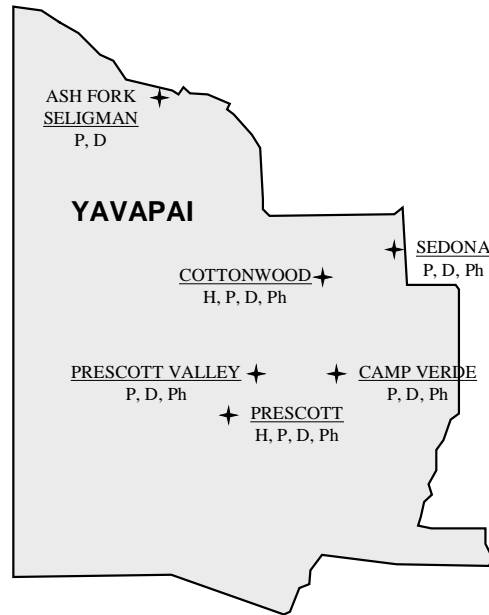 ASH FORK
SELIGMAN
P, D
YAVAPAI
SEDONA
P, D, Ph
COTTONWOOD
H, P, D, Ph
PRESCOTT VALLEY
P, D, Ph
CAMP VERDE
P, D, Ph
PRESCOTT
H, P, D, Ph